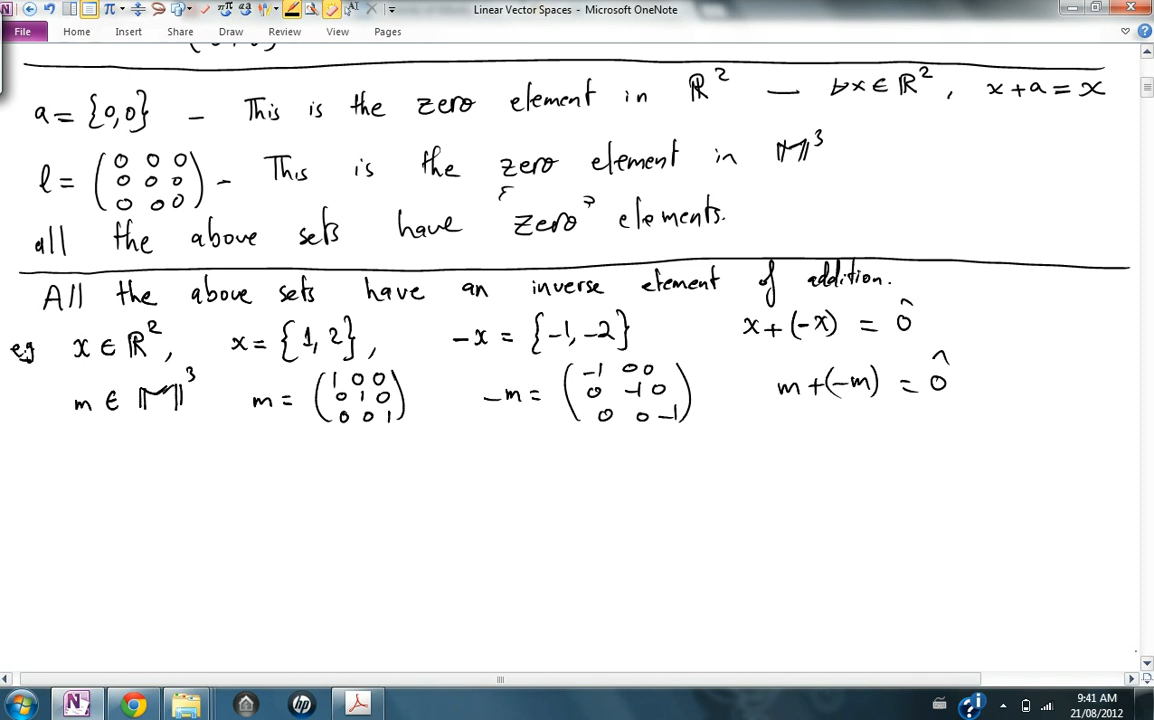 Linear Vector Spaces - Microsoft OneNote
File Home Insert Share Draw Review View Pages
a = {0,0} - This is the zero element in ℝ² — ∀x∈ℝ², x+a=x
l = (0 0 0
0 0 0
0 0 0) - This is the zero element in 𝕄³
all the above sets have "zero" elements.
All the above sets have an inverse element of addition.
eg x ∈ ℝ², x = {1, 2}, -x = {-1, -2} x+(-x) = 0̂
m ∈ 𝕄³ m = (1 0 0
0 1 0
0 0 1) -m = (-1 0 0
0 -1 0
0 0 -1) m+(-m) = 0̂
9:41 AM
21/08/2012